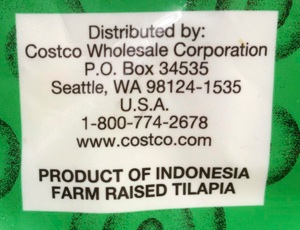 Distributed by:
Costco Wholesale Corporation
P.O. Box 34535
Seattle, WA 98124-1535
U.S.A.
1-800-774-2678
www.costco.com
PRODUCT OF INDONESIA
FARM RAISED TILAPIA